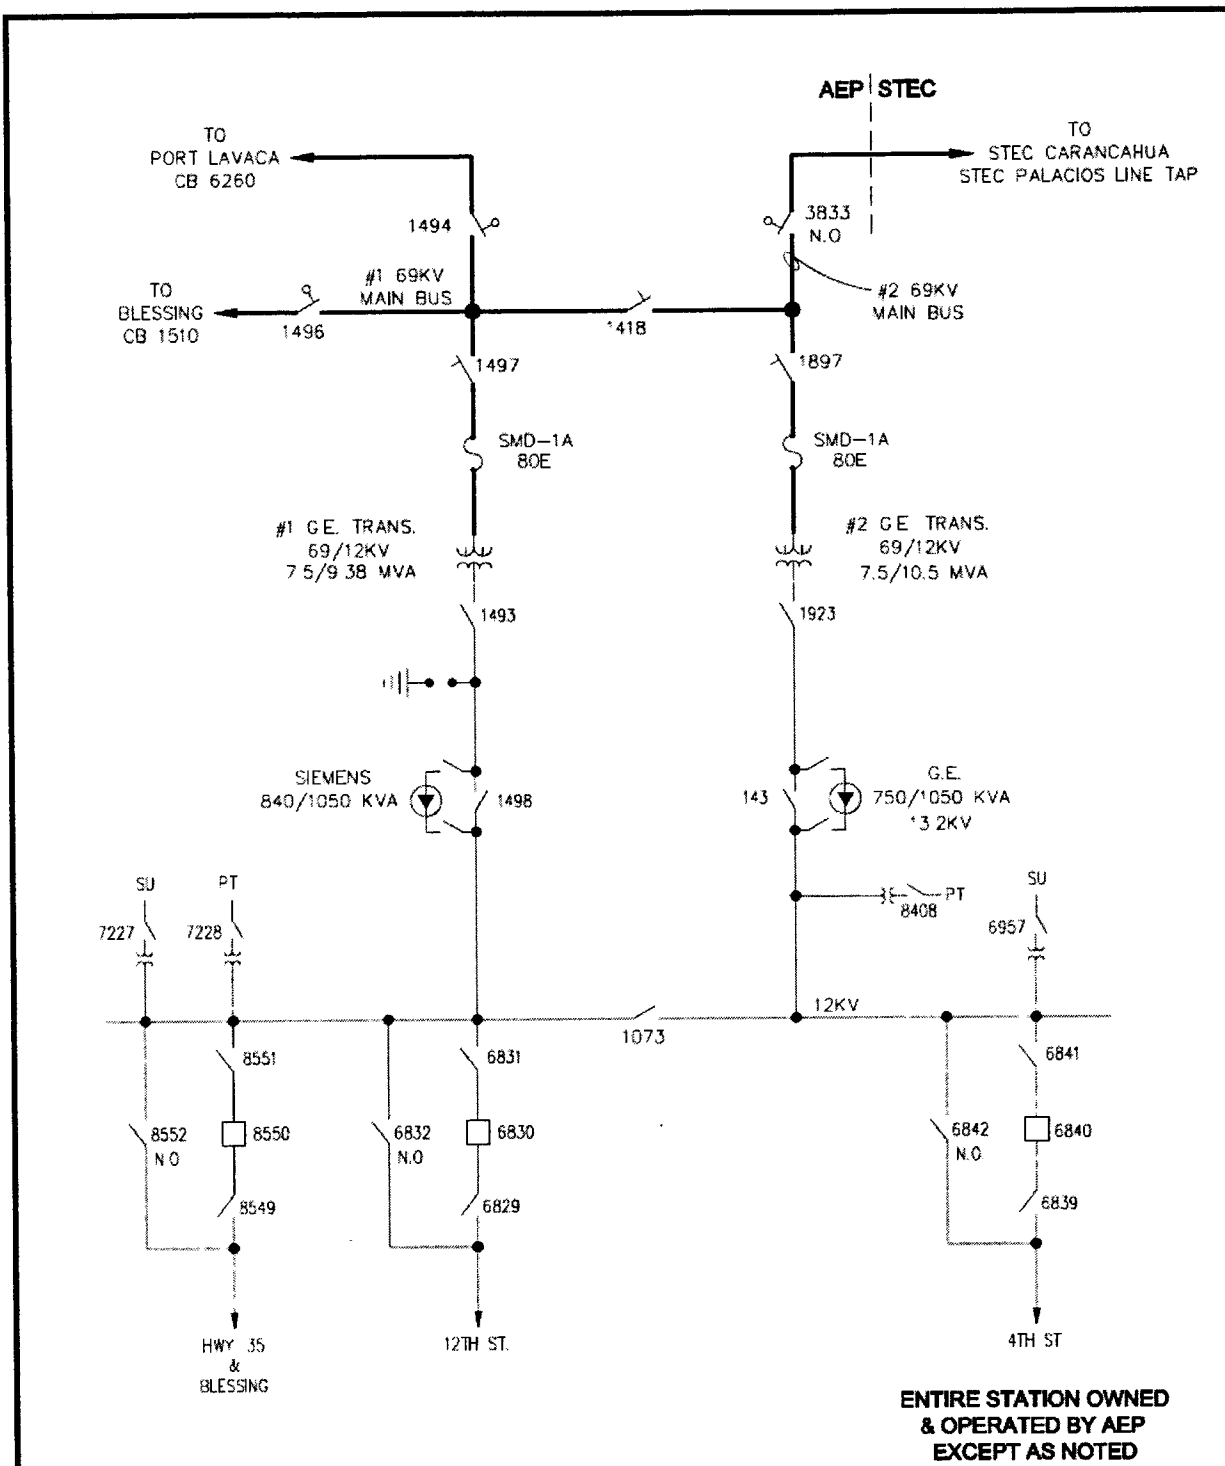 AEP STEC
TO
PORT LAVACA
CB 6260
TO
STEC CARANCAHUA
STEC PALACIOS LINE TAP
1494
3833
N.O
#1 69KV
MAIN BUS
#2 69KV
MAIN BUS
TO
BLESSING
CB 1510
1496
1418
1497
1897
SMD-1A
80E
SMD-1A
80E
#1 G.E. TRANS.
69/12KV
7 5/9 38 MVA
#2 G E TRANS.
69/12KV
7.5/10.5 MVA
1493
1923
SIEMENS
840/1050 KVA
1498
143
G.E.
750/1050 KVA
13 2KV
SU
PT
7227
7228
8408
PT
SU
6957
12KV
1073
8551
6831
6841
8552
N.O
8550
6832
N.O
6830
6842
N.O
6840
8549
6829
6839
HWY 35
&
BLESSING
12TH ST.
4TH ST
ENTIRE STATION OWNED
& OPERATED BY AEP
EXCEPT AS NOTED